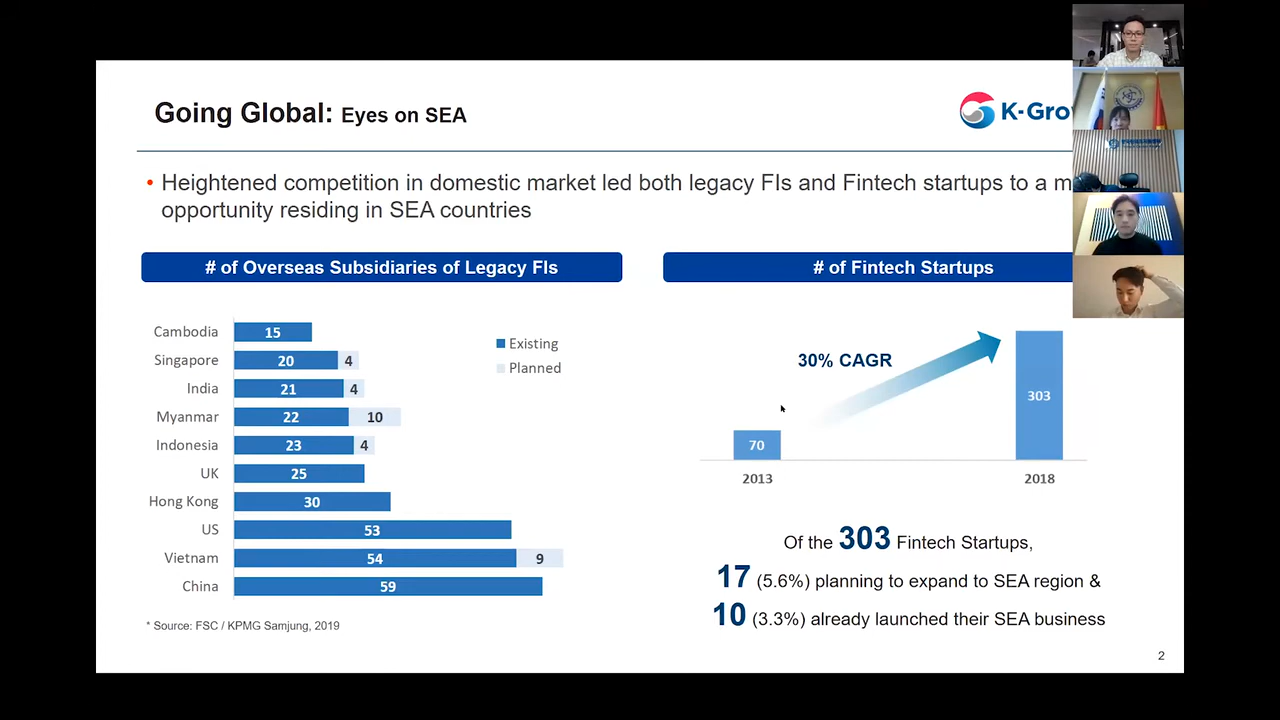 Going Global: Eyes on SEA
K-Gro
• Heightened competition in domestic market led both legacy FIs and Fintech startups to a
opportunity residing in SEA countries
# of Overseas Subsidiaries of Legacy FIs
Cambodia 15
Singapore 20 4
India 21 4
Myanmar 22 10
Indonesia 23 4
UK 25
Hong Kong 30
US 53
Vietnam 54 9
China 59
Existing
Planned
* Source: FSC / KPMG Samjung, 2019
# of Fintech Startups
30% CAGR
70
303
2013
2018
Of the 303 Fintech Startups,
17 (5.6%) planning to expand to SEA region &
10 (3.3%) already launched their SEA business
2